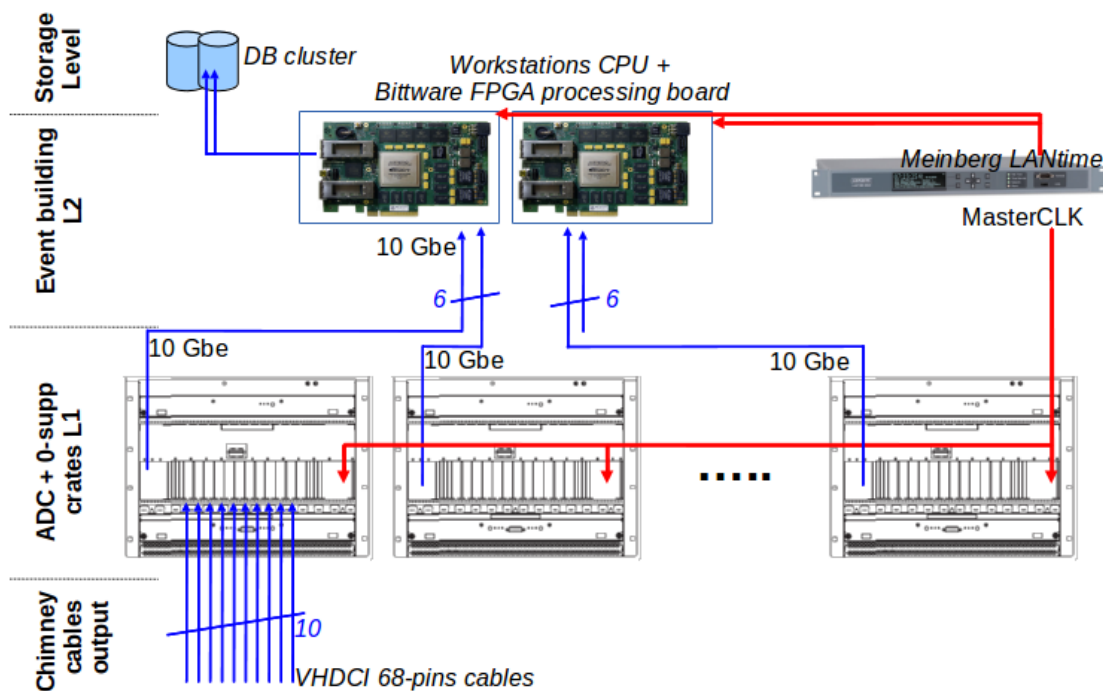 Storage
Level
DB cluster
Workstations CPU +
Bittware FPGA processing board
Event building
L2
Meinberg LANtime
MasterCLK
10 Gbe
6
6
10 Gbe
10 Gbe
10 Gbe
ADC + 0-supp
crates L1
.....
Chimney
cables
output
10
VHDCI 68-pins cables